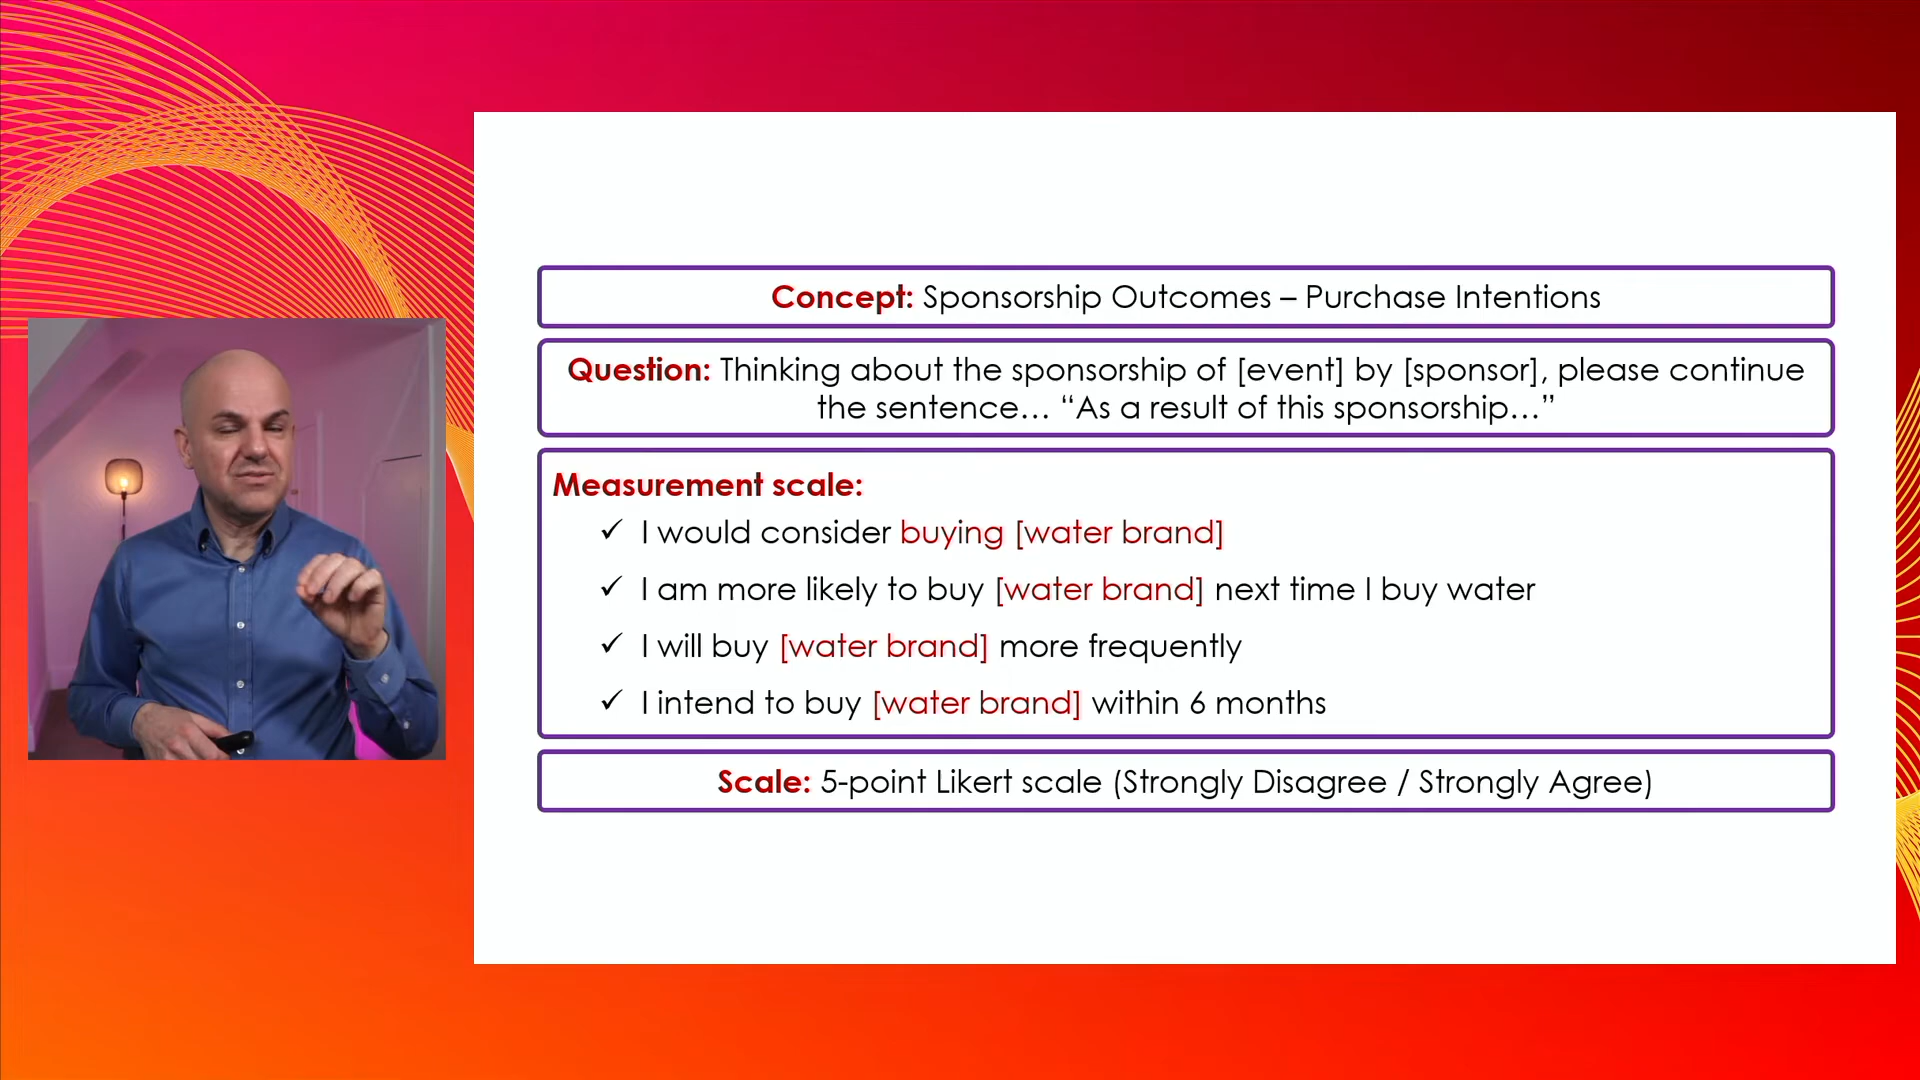 Concept: Sponsorship Outcomes – Purchase Intentions
Question: Thinking about the sponsorship of [event] by [sponsor], please continue
the sentence… “As a result of this sponsorship…”
Measurement scale:
✓ I would consider buying [water brand]
✓ I am more likely to buy [water brand] next time I buy water
✓ I will buy [water brand] more frequently
✓ I intend to buy [water brand] within 6 months
Scale: 5-point Likert scale (Strongly Disagree / Strongly Agree)